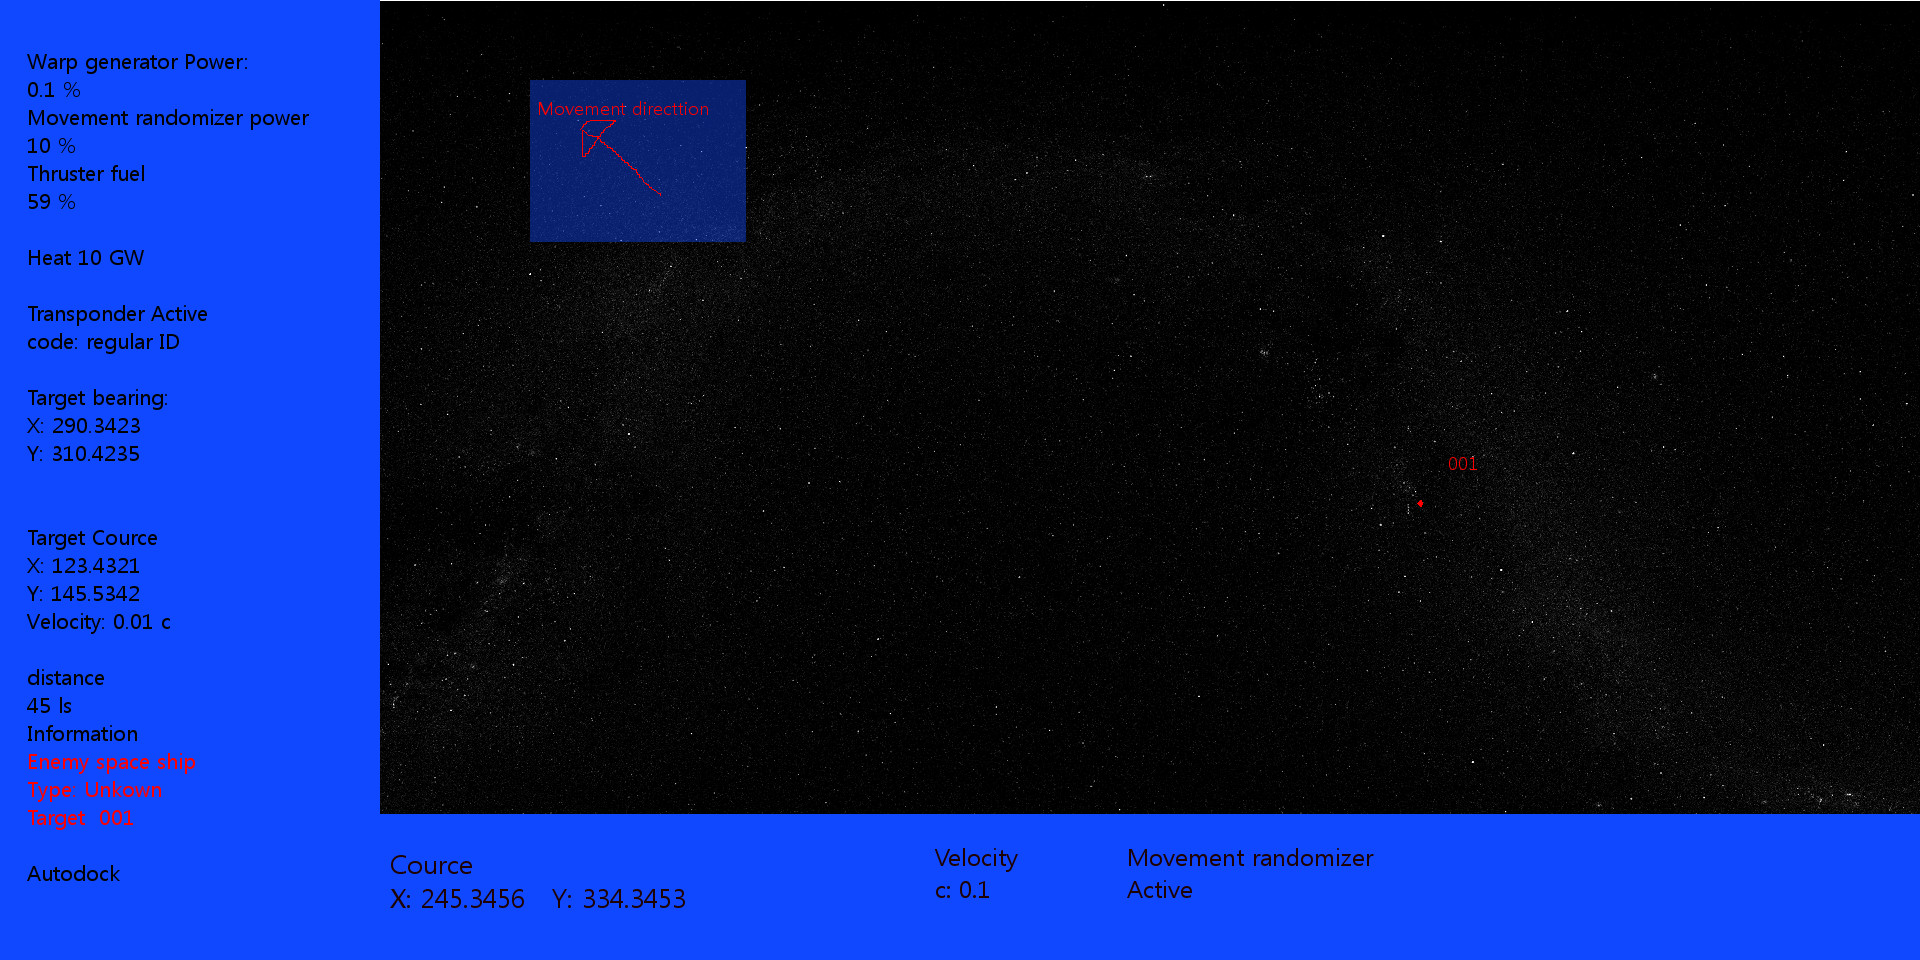 Warp generator Power:
0.1 %
Movement randomizer power
10 %
Thruster fuel
59 %
Heat 10 GW
Transponder Active
code: regular ID
Target bearing:
X: 290.3423
Y: 310.4235
Target Cource
X: 123.4321
Y: 145.5342
Velocity: 0.01 c
distance
45 ls
Information
Enemy space ship
Type: Unkown
Target: 001
Autodock
Movement directtion
001
Cource
X: 245.3456 Y: 334.3453
Velocity
c: 0.1
Movement randomizer
Active